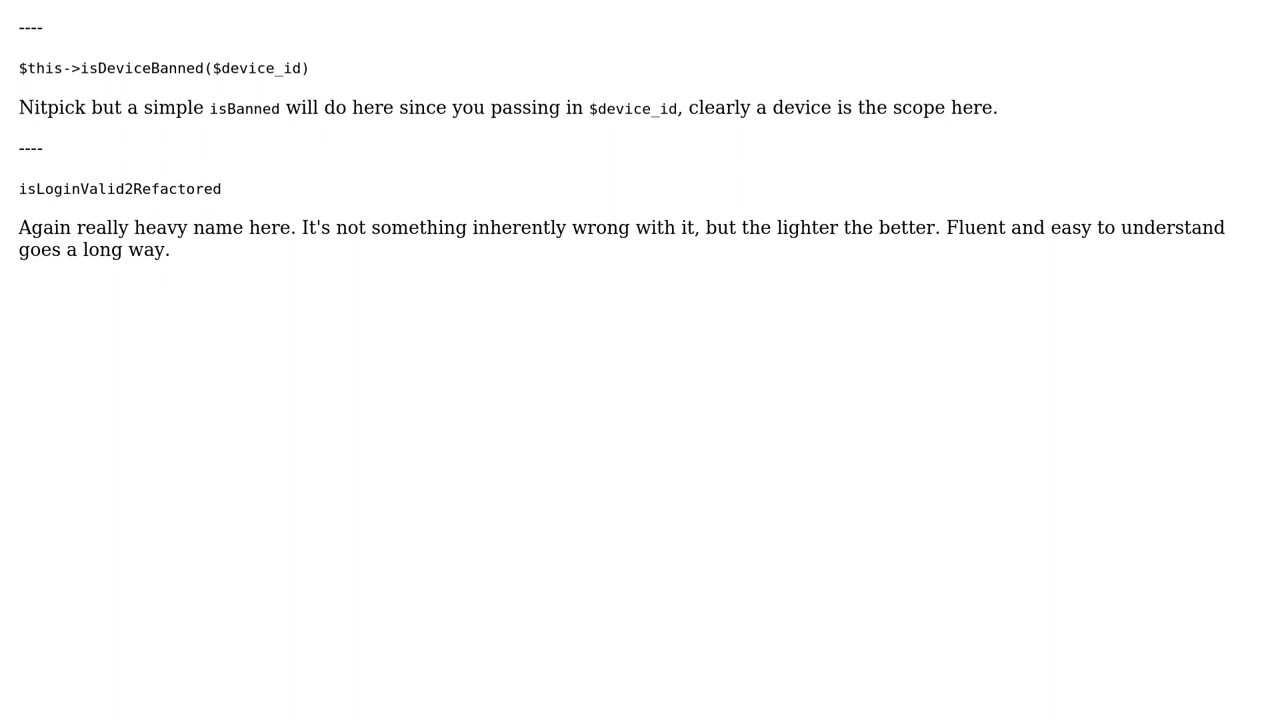 ----
$this->isDeviceBanned($device_id)
Nitpick but a simple isBanned will do here since you passing in $device_id, clearly a device is the scope here.
----
isLoginValid2Refactored
Again really heavy name here. It's not something inherently wrong with it, but the lighter the better. Fluent and easy to understand
goes a long way.